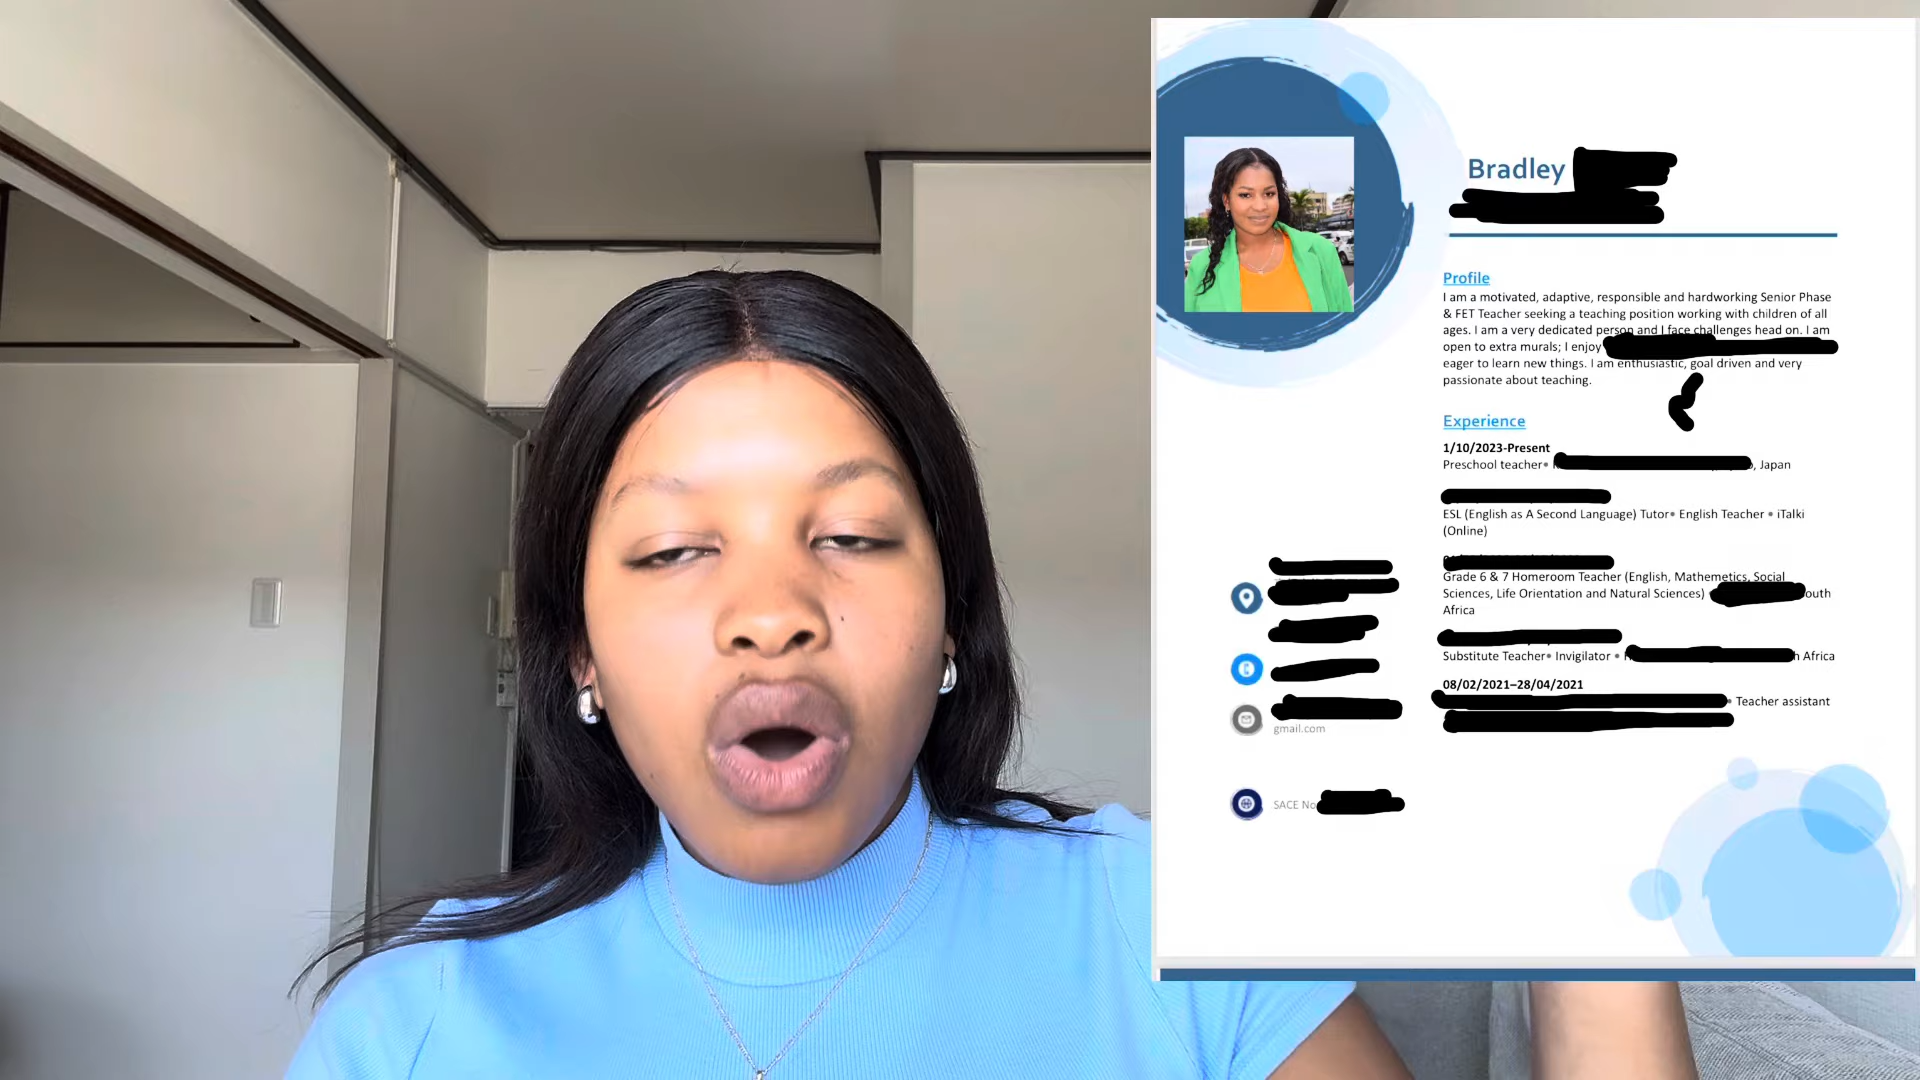 Bradley
Profile
I am a motivated, adaptive, responsible and hardworking Senior Phase
& FET Teacher seeking a teaching position working with children of all
ages. I am a very dedicated person and I face challenges head on. I am
open to extra murals; I enjoy
eager to learn new things. I am enthusiastic, goal driven and very
passionate about teaching.
Experience
1/10/2023-Present
Preschool teacher• , Japan
ESL (English as A Second Language) Tutor• English Teacher • iTalki
(Online)
Grade 6 & 7 Homeroom Teacher (English, Mathemetics, Social
Sciences, Life Orientation and Natural Sciences) outh
Africa
Substitute Teacher• Invigilator • Africa
08/02/2021–28/04/2021
• Teacher assistant
gmail.com
SACE No